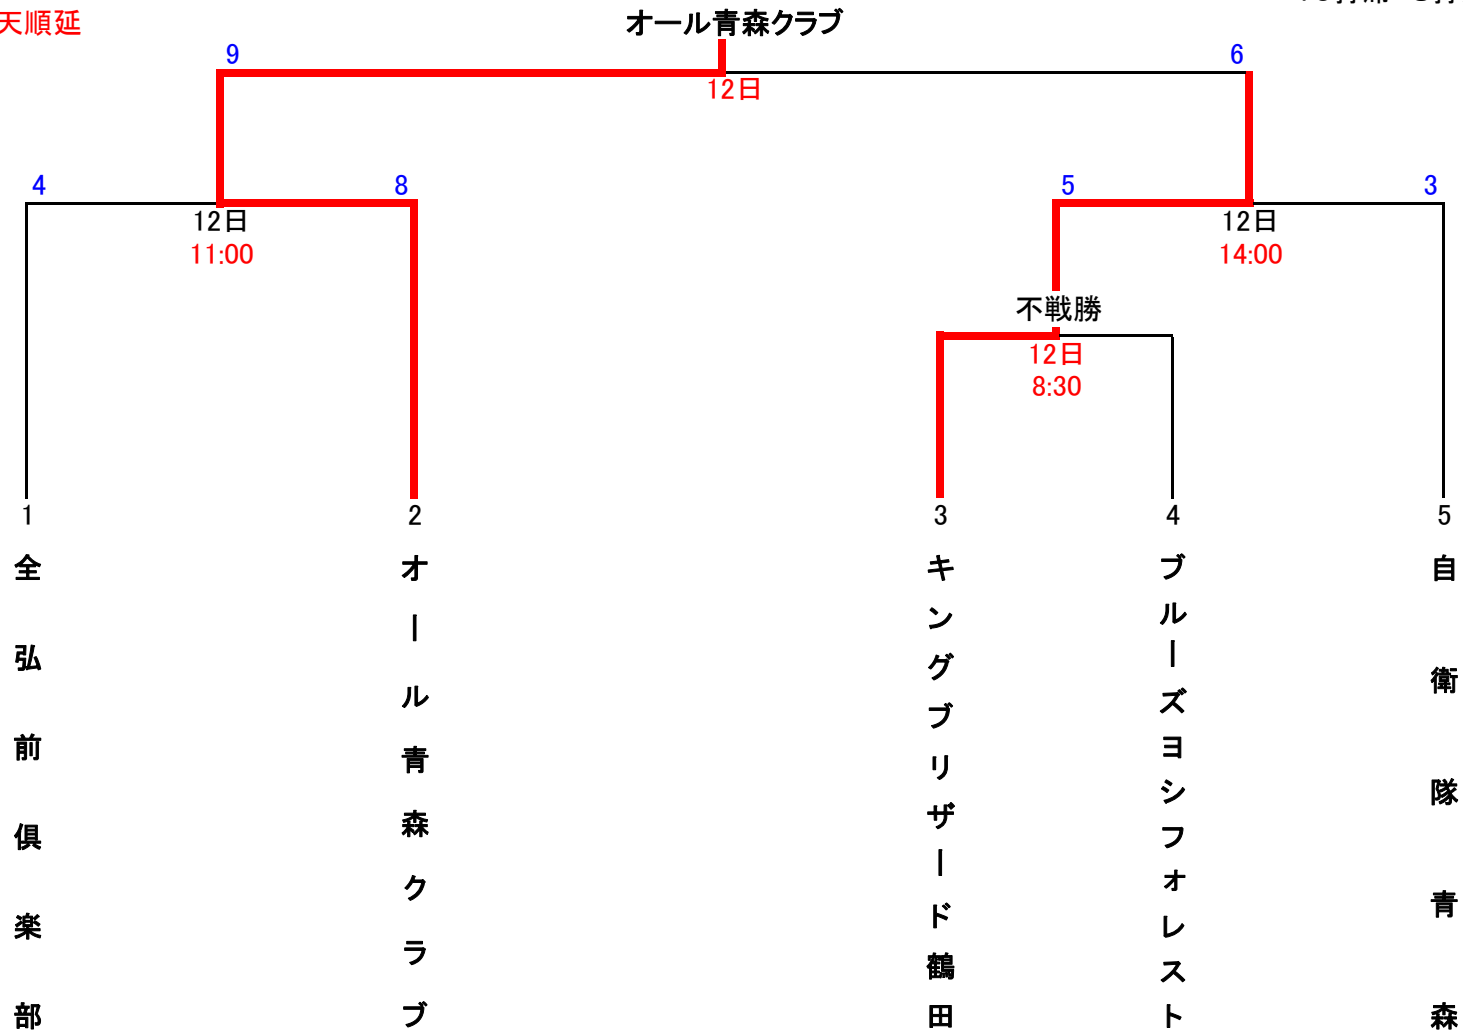 天順延
オール青森クラブ
9
6
12日
4
8
5
3
12日
11:00
12日
14:00
不戦勝
12日
8:30
1
2
3
4
5
全弘前倶楽部
オール青森クラブ
キングブリザード鶴田
ブルーズヨシフォレスト
自衛隊青森